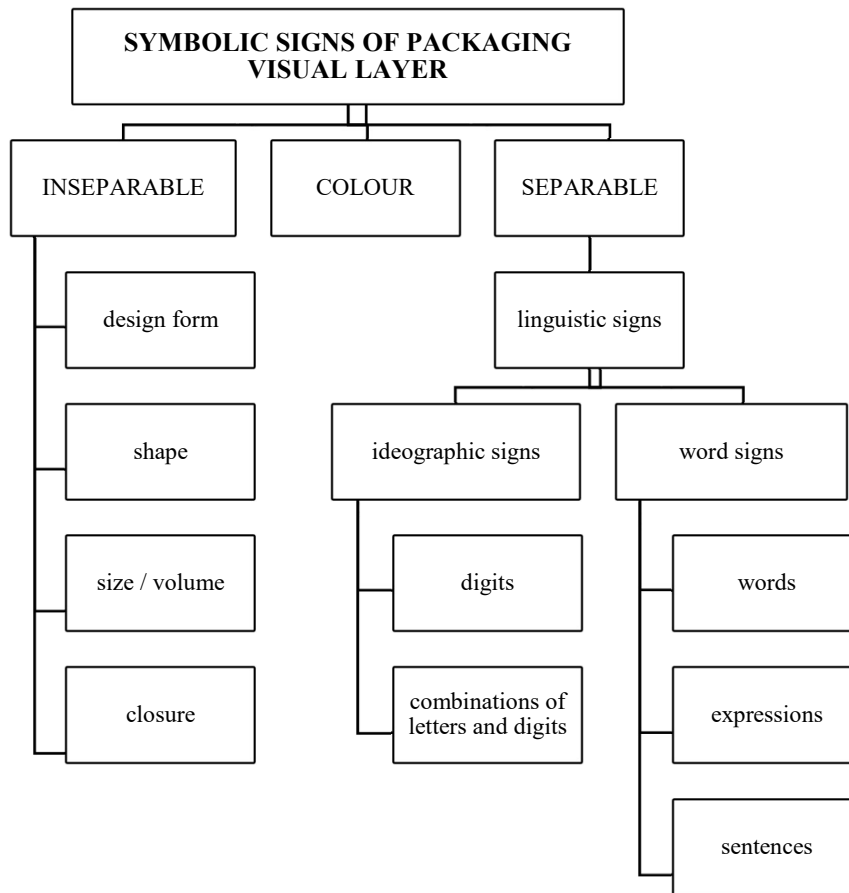 SYMBOLIC SIGNS OF PACKAGING
VISUAL LAYER
INSEPARABLE
COLOUR
SEPARABLE
design form
linguistic signs
shape
ideographic signs
word signs
size / volume
digits
words
closure
combinations of
letters and digits
expressions
sentences